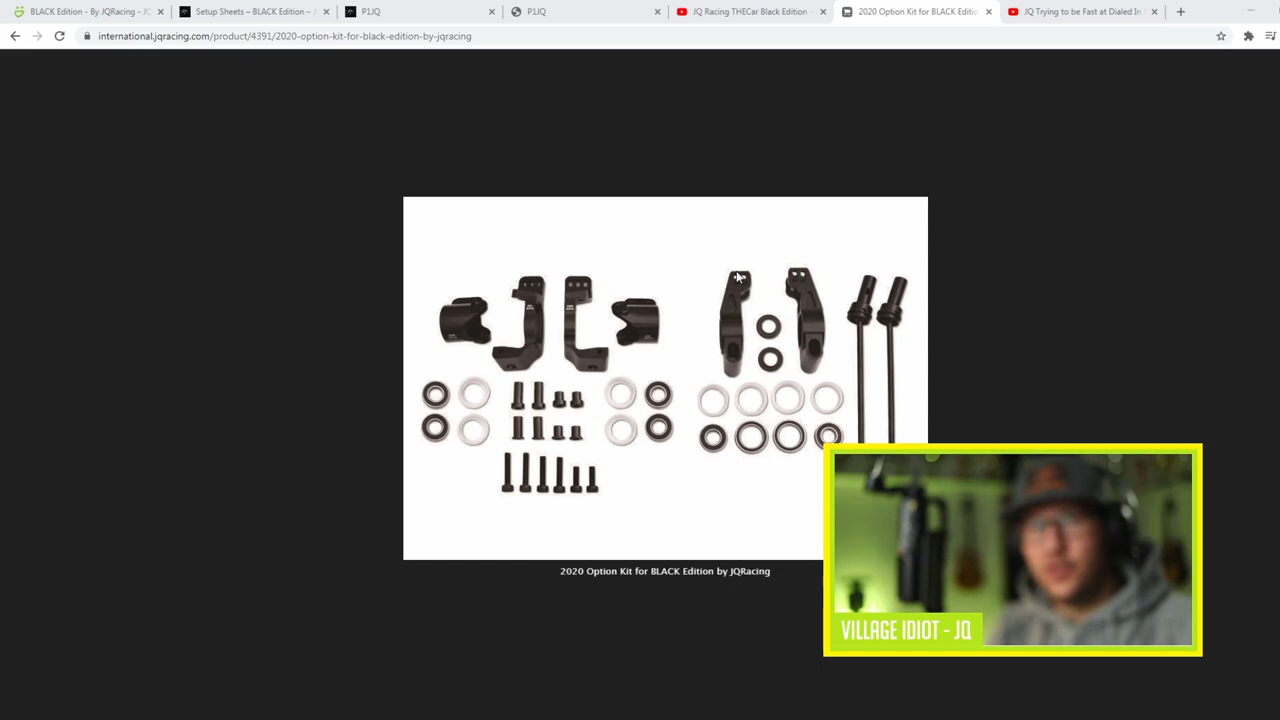 BLACK Edition - By JQRacing - JQ
Setup Sheets – BLACK Edition – J
P1JQ
P1JQ
JQ Racing THECar Black Edition -
2020 Option Kit for BLACK Editio
JQ Trying to be Fast at Dialed In
international.jqracing.com/product/4391/2020-option-kit-for-black-edition-by-jqracing
2020 Option Kit for BLACK Edition by JQRacing
VILLAGE IDIOT - JQ